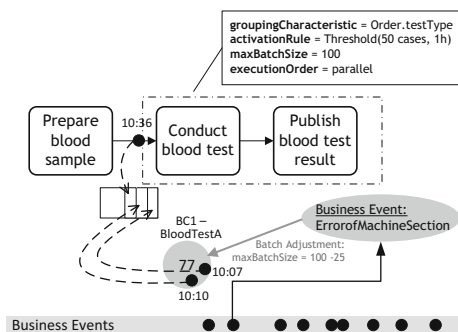 groupingCharacteristic = Order.testType
activationRule = Threshold(50 cases, 1h)
maxBatchSize = 100
executionOrder = parallel
Prepare
blood
sample
10:36
Conduct
blood test
Publish
blood test
result
BC1 –
BloodTestA
77
10:07
10:10
Business Event:
ErrorofMachineSection
Batch Adjustment:
maxBatchSize = 100 -25
Business Events